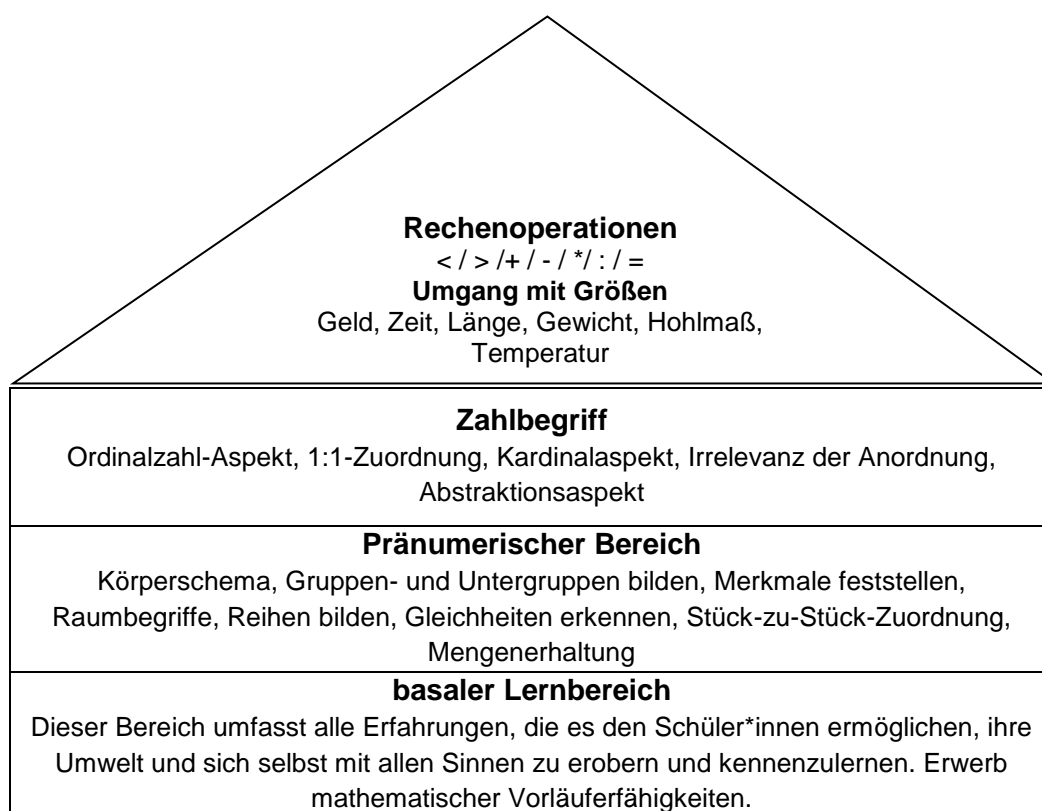 Rechenoperationen
< / > /+ / - / */ : / =
Umgang mit Größen
Geld, Zeit, Länge, Gewicht, Hohlmaß,
Temperatur
Zahlbegriff
Ordinalzahl-Aspekt, 1:1-Zuordnung, Kardinalaspekt, Irrelevanz der Anordnung,
Abstraktionsaspekt
Pränumerischer Bereich
Körperschema, Gruppen- und Untergruppen bilden, Merkmale feststellen,
Raumbegriffe, Reihen bilden, Gleichheiten erkennen, Stück-zu-Stück-Zuordnung,
Mengenerhaltung
basaler Lernbereich
Dieser Bereich umfasst alle Erfahrungen, die es den Schüler*innen ermöglichen, ihre
Umwelt und sich selbst mit allen Sinnen zu erobern und kennenzulernen. Erwerb
mathematischer Vorläuferfähigkeiten.